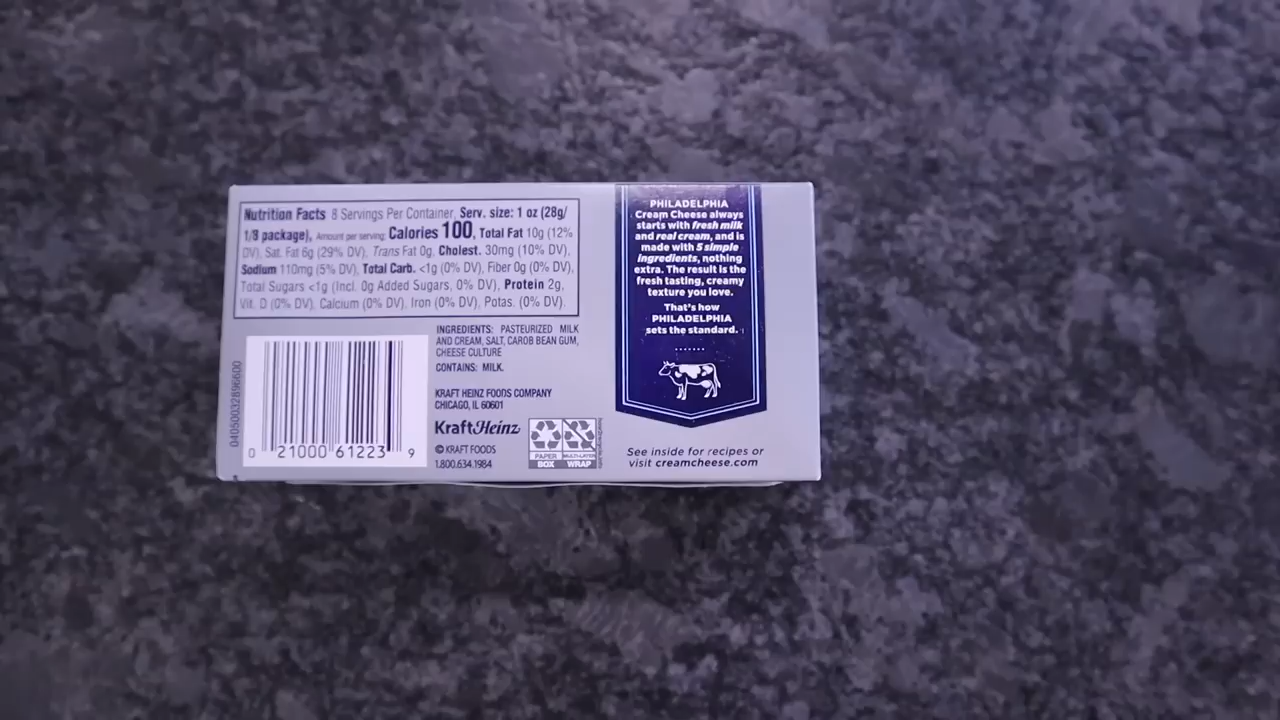 Nutrition Facts 8 Servings Per Container, Serv. size: 1 oz (28g/
1/8 package), Amount per serving: Calories 100, Total Fat 10g (12%
DV), Sat. Fat 6g (29% DV), Trans Fat 0g, Cholest. 30mg (10% DV),
Sodium 110mg (5% DV), Total Carb. <1g (0% DV), Fiber 0g (0% DV),
Total Sugars <1g (Incl. 0g Added Sugars, 0% DV), Protein 2g,
Vit. D (0% DV), Calcium (0% DV), Iron (0% DV), Potas. (0% DV).
INGREDIENTS: PASTEURIZED MILK
AND CREAM, SALT, CAROB BEAN GUM,
CHEESE CULTURE
CONTAINS: MILK.
KRAFT HEINZ FOODS COMPANY
CHICAGO, IL 60601
KraftHeinz
© KRAFT FOODS
1.800.634.1984
PAPER
BOX
MULTI-LAYER
WRAP
0 21000 61223 9
04050032896600
PHILADELPHIA
Cream Cheese always
starts with fresh milk
and real cream, and is
made with 5 simple
ingredients, nothing
extra. The result is the
fresh tasting, creamy
texture you love.
That's how
PHILADELPHIA
sets the standard.
See inside for recipes or
visit creamcheese.com